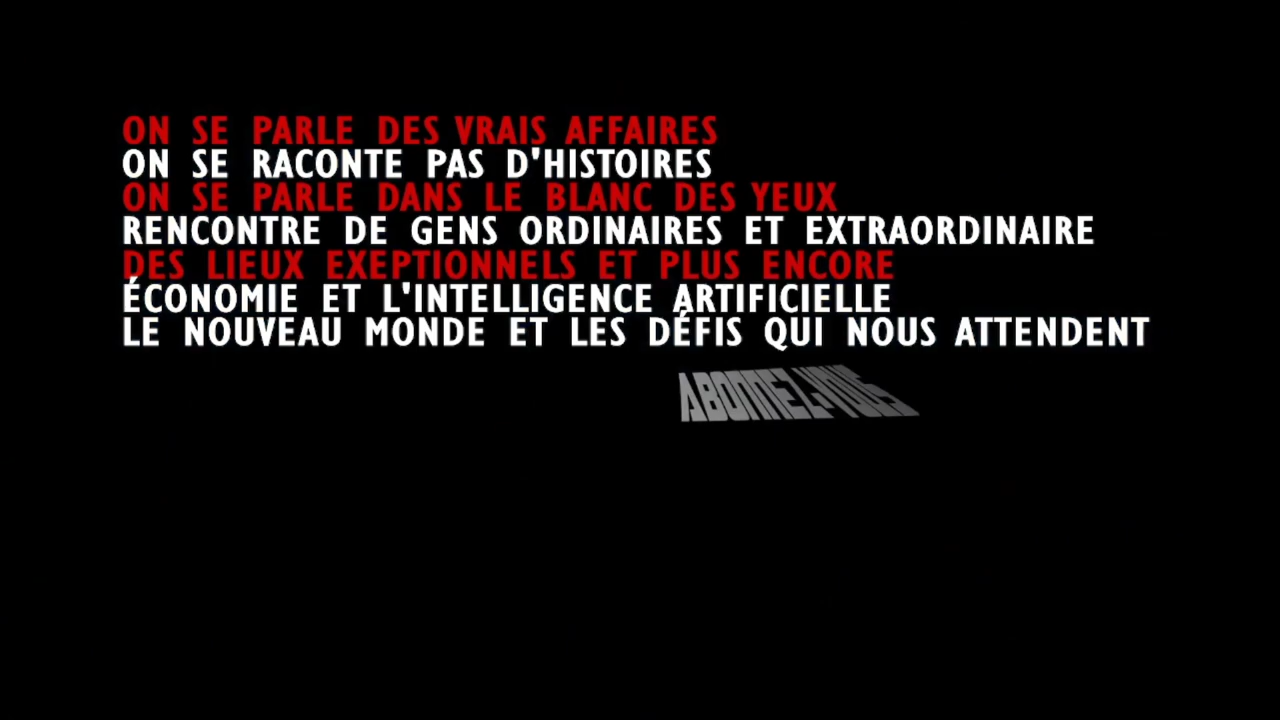 ON SE PARLE DES VRAIS AFFAIRES
ON SE RACONTE PAS D'HISTOIRES
ON SE PARLE DANS LE BLANC DES YEUX
RENCONTRE DE GENS ORDINAIRES ET EXTRAORDINAIRE
DES LIEUX EXEPTIONNELS ET PLUS ENCORE
ÉCONOMIE ET L'INTELLIGENCE ARTIFICIELLE
LE NOUVEAU MONDE ET LES DÉFIS QUI NOUS ATTENDENT
ABONNEZ-VOUS